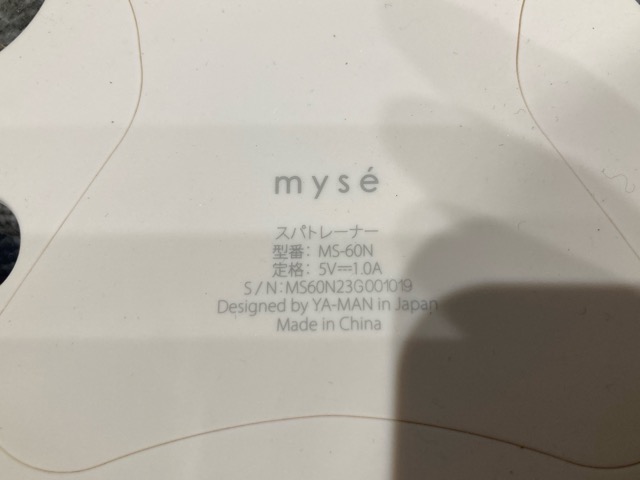 mysé
スパトレーナー
型番： MS-60N
定格： 5V⎓1.0A
S / N: MS60N23G001019
Designed by YA-MAN in Japan
Made in China